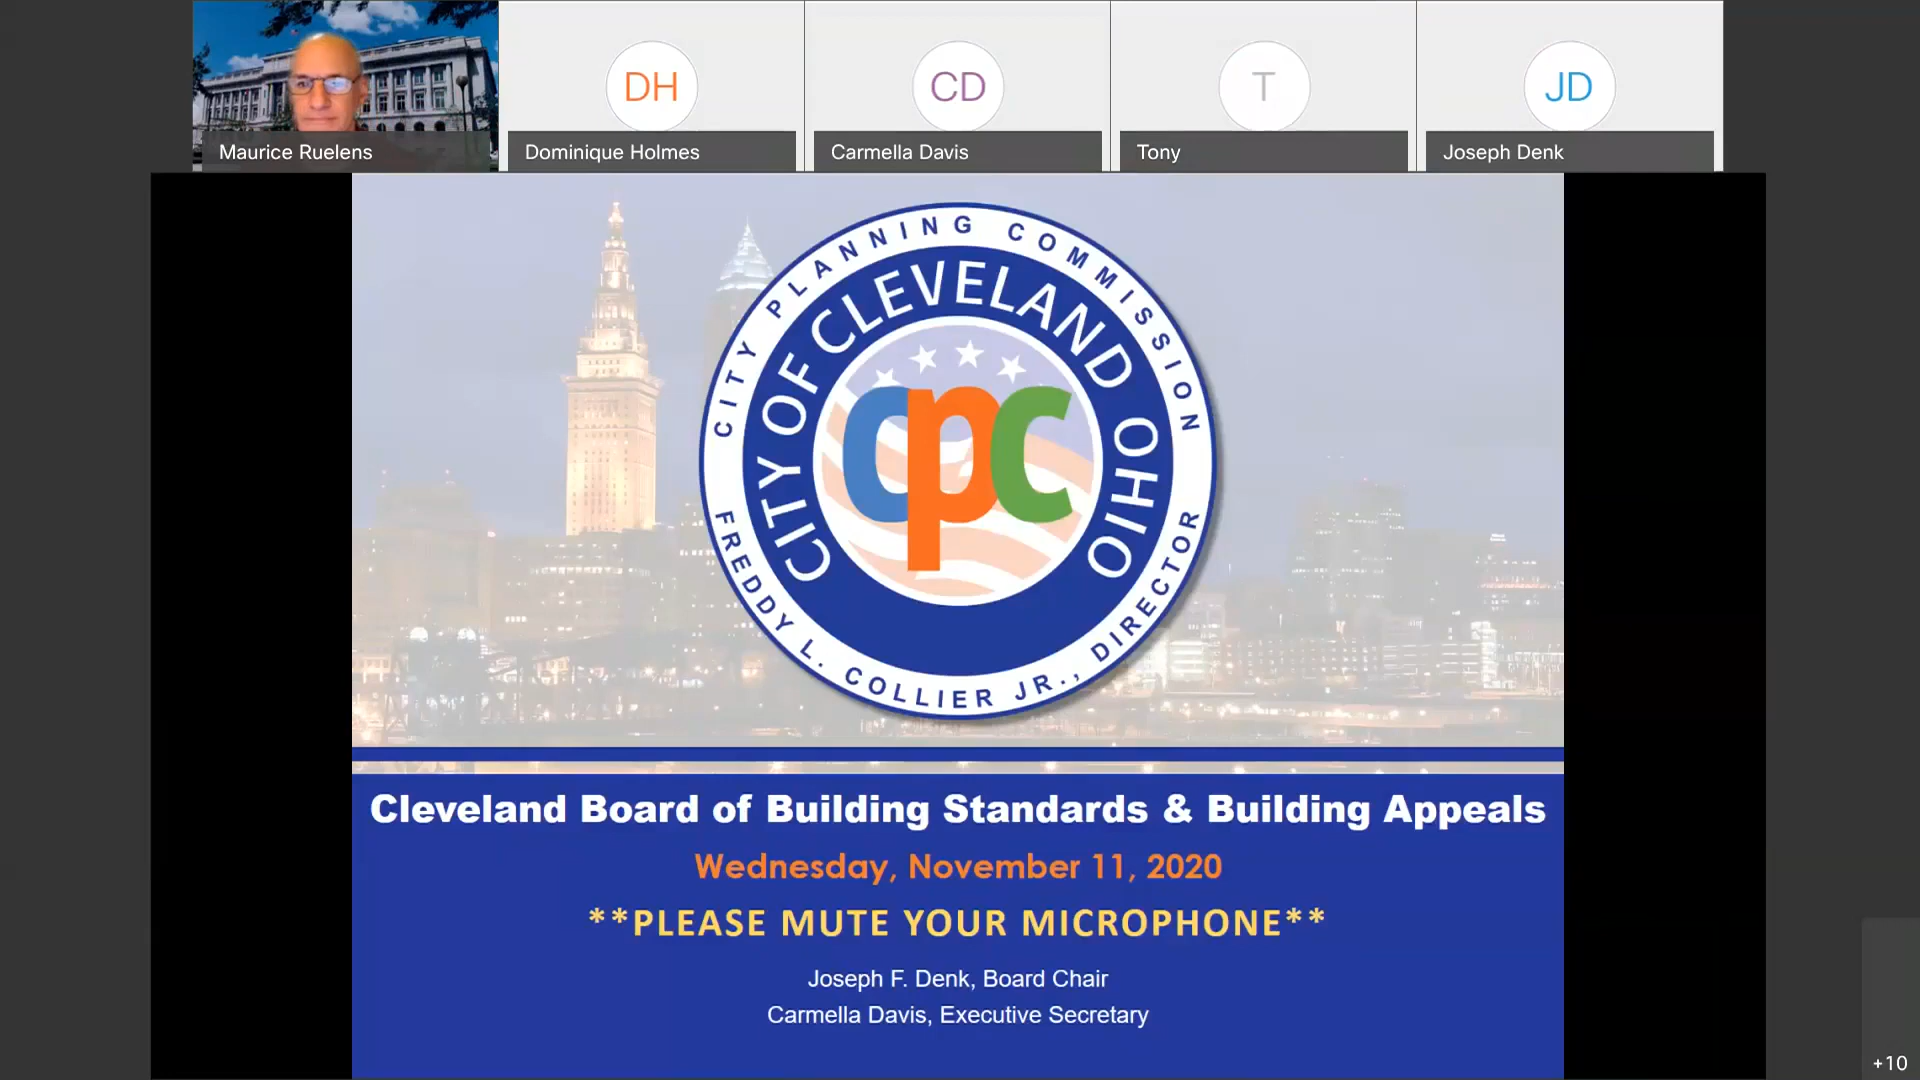 DH
CD
T
JD
Maurice Ruelens
Dominique Holmes
Carmella Davis
Tony
Joseph Denk
CITY PLANNING COMMISSION
CITY OF CLEVELAND OHIO
cpc
FREDDY L. COLLIER JR., DIRECTOR
Cleveland Board of Building Standards & Building Appeals
Wednesday, November 11, 2020
**PLEASE MUTE YOUR MICROPHONE**
Joseph F. Denk, Board Chair
Carmella Davis, Executive Secretary
+10